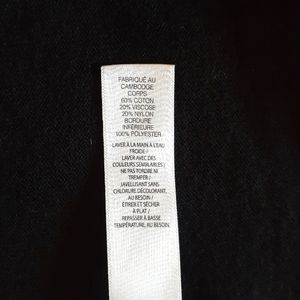 FABRIQUÉ AU
CAMBODGE
CORPS
60% COTON
20% VISCOSE
20% NYLON
BORDURE
INFÉRIEURE
100% POLYESTER
LAVER À LA MAIN À L'EAU
FROIDE /
LAVER AVEC DES
COULEURS SEMBLABLES /
NE PAS TORDRE NI
TREMPER /
JAVELLISANT SANS
CHLORURE DÉCOLORANT,
AU BESOIN /
ÉTIRER ET SÉCHER
À PLAT /
REPASSER À BASSE
TEMPÉRATURE, AU BESOIN.